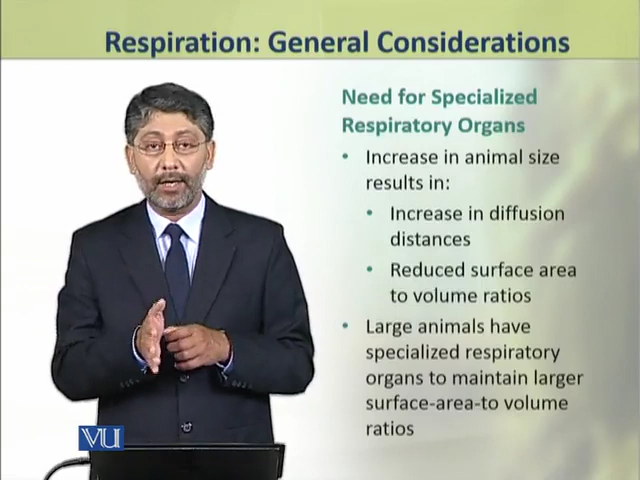 Respiration: General Considerations
Need for Specialized
Respiratory Organs
• Increase in animal size
results in:
• Increase in diffusion
distances
• Reduced surface area
to volume ratios
• Large animals have
specialized respiratory
organs to maintain larger
surface-area-to volume
ratios
VU